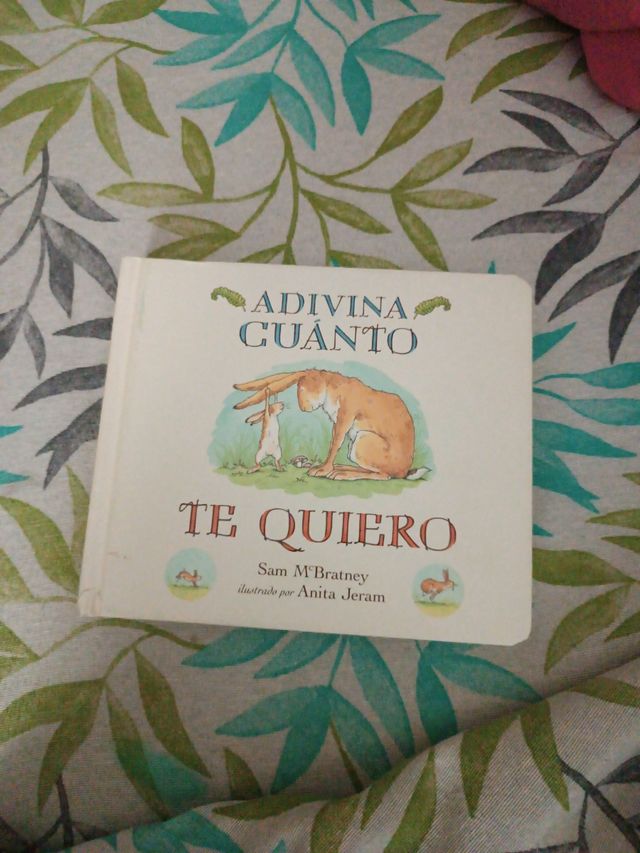 ADIVINA
CUÁNTO
TE QUIERO
Sam McBratney
ilustrado por Anita Jeram